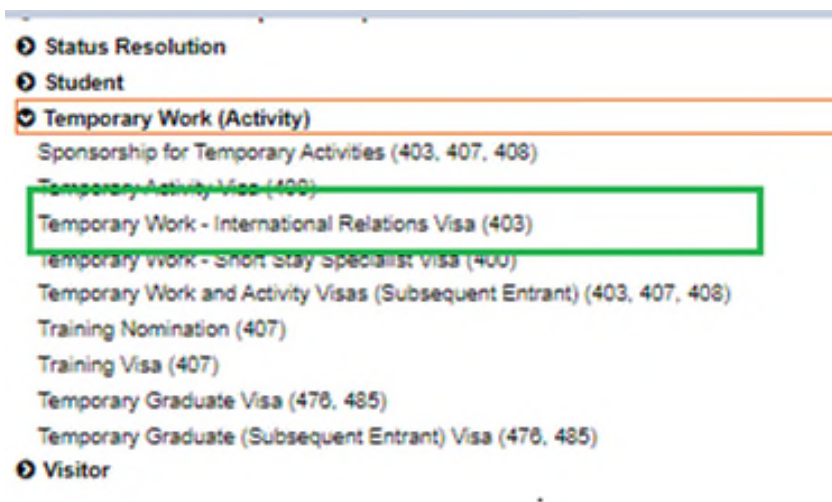 Status Resolution
Student
Temporary Work (Activity)
Sponsorship for Temporary Activities (403, 407, 408)
Temporary Activity Visa (408)
Temporary Work - International Relations Visa (403)
Temporary Work - Short Stay Specialist Visa (400)
Temporary Work and Activity Visas (Subsequent Entrant) (403, 407, 408)
Training Nomination (407)
Training Visa (407)
Temporary Graduate Visa (476, 485)
Temporary Graduate (Subsequent Entrant) Visa (476, 485)
Visitor